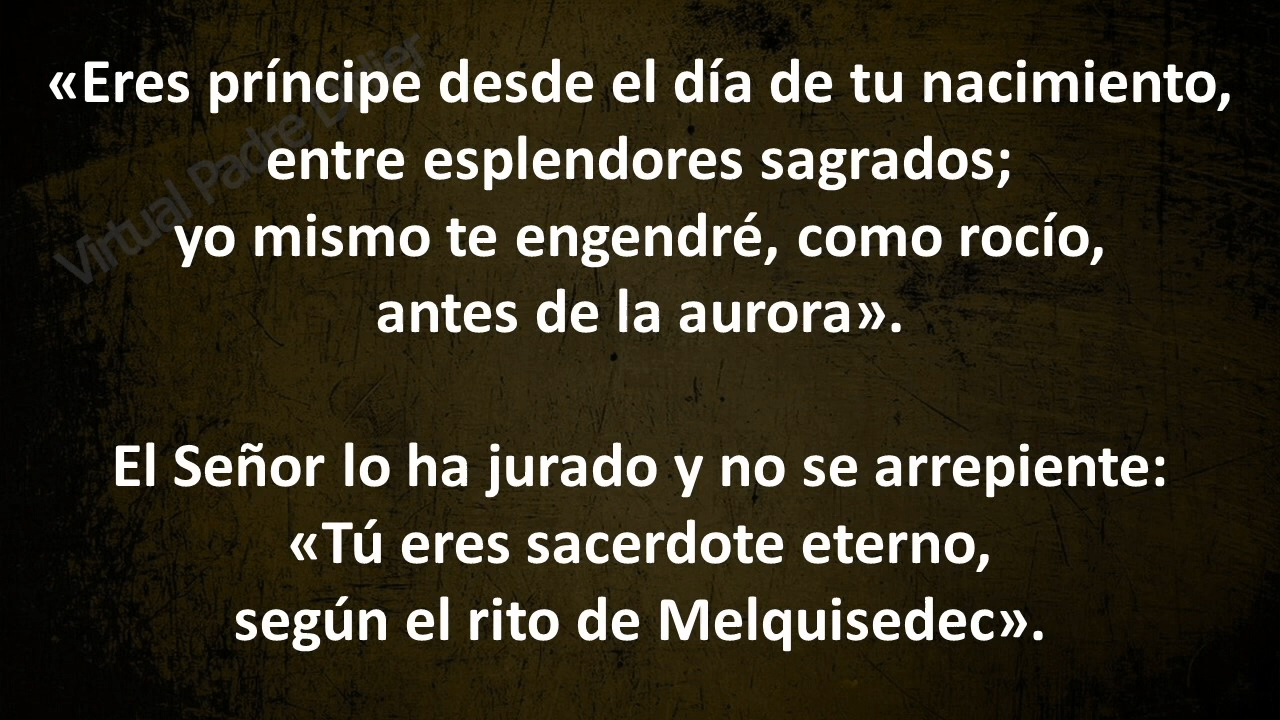 «Eres príncipe desde el día de tu nacimiento,
entre esplendores sagrados;
yo mismo te engendré, como rocío,
antes de la aurora».
El Señor lo ha jurado y no se arrepiente:
«Tú eres sacerdote eterno,
según el rito de Melquisedec».
Virtual Padre